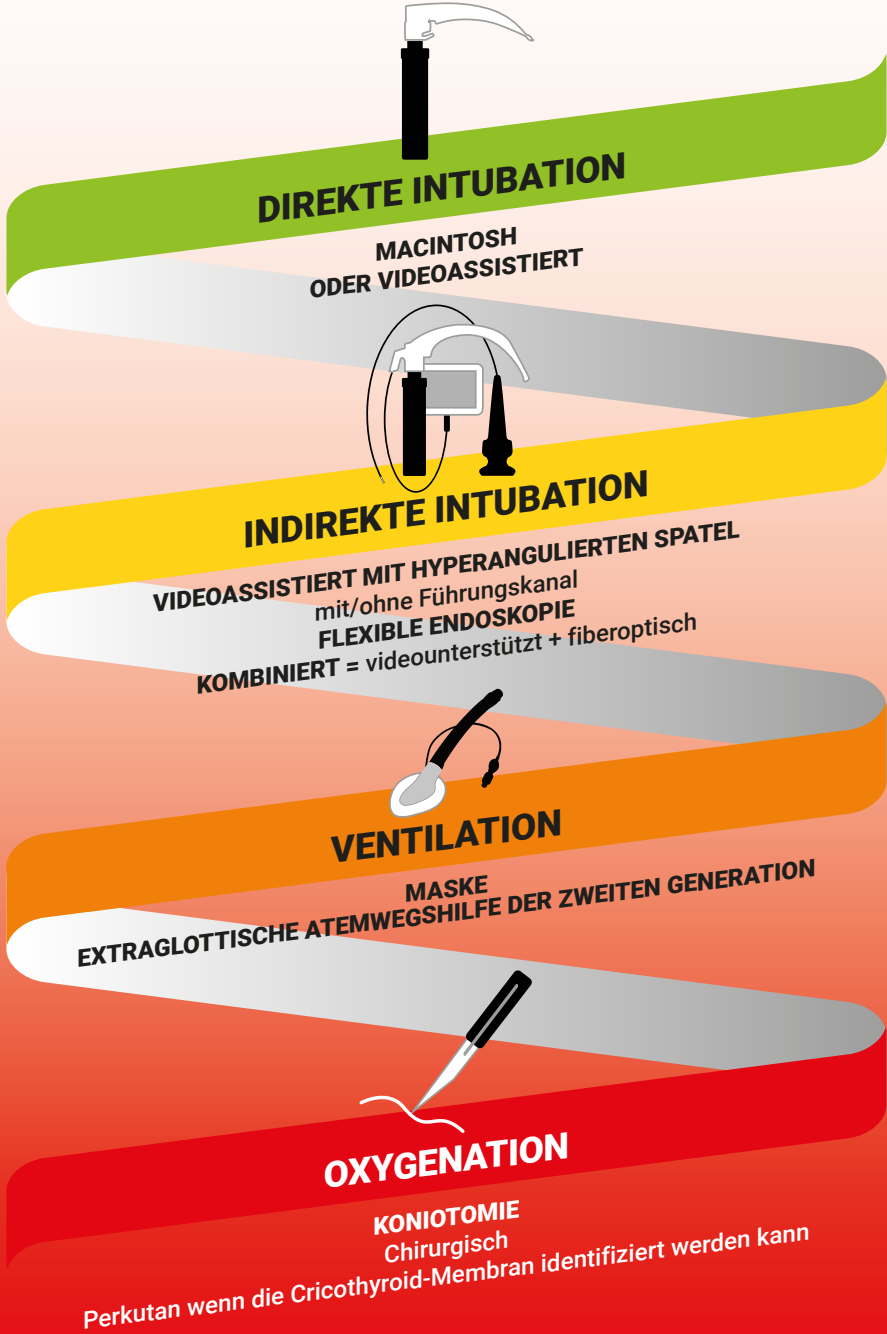 DIREKTE INTUBATION
MACINTOSH
ODER VIDEOASSISTIERT
INDIREKTE INTUBATION
VIDEOASSISTIERT MIT HYPERANGULIERTEN SPATEL
mit/ohne Führungskanal
FLEXIBLE ENDOSKOPIE
KOMBINIERT = videounterstützt + fiberoptisch
VENTILATION
MASKE
EXTRAGLOTTISCHE ATEMWEGSHILFE DER ZWEITEN GENERATION
OXYGENATION
KONIOTOMIE
Chirurgisch
Perkutan wenn die Cricothyroid-Membran identifiziert werden kann